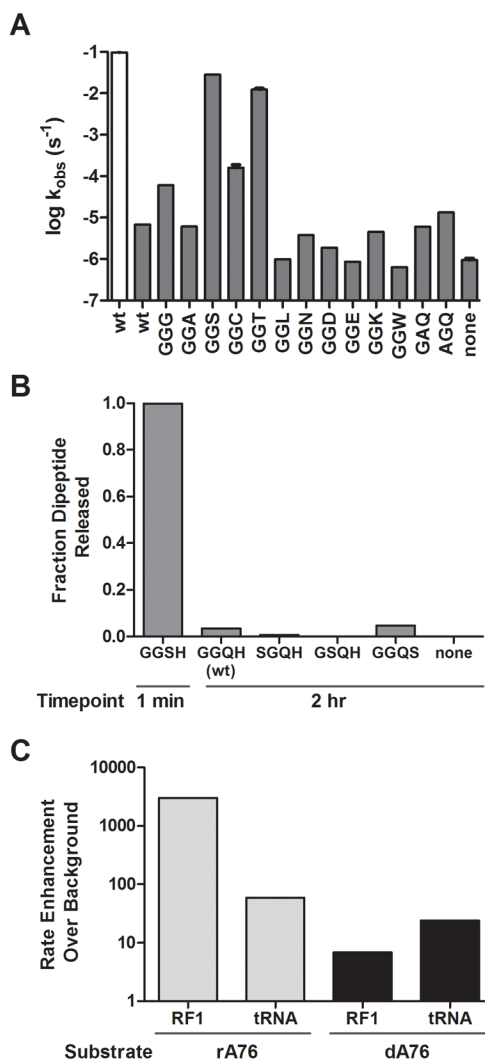 A
log kobs (s-1)
-1
-2
-3
-4
-5
-6
-7
wt
wt
GGG
GGA
GGS
GGC
GGT
GGL
GGN
GGD
GGE
GGK
GGW
GAQ
AGQ
none
B
Fraction Dipeptide
Released
1.0
0.8
0.6
0.4
0.2
0.0
GGSH GGQH SGQH GSQH GGQS none
(wt)
Timepoint 1 min 2 hr
C
Rate Enhancement
Over Background
10000
1000
100
10
1
RF1 tRNA RF1 tRNA
Substrate rA76 dA76